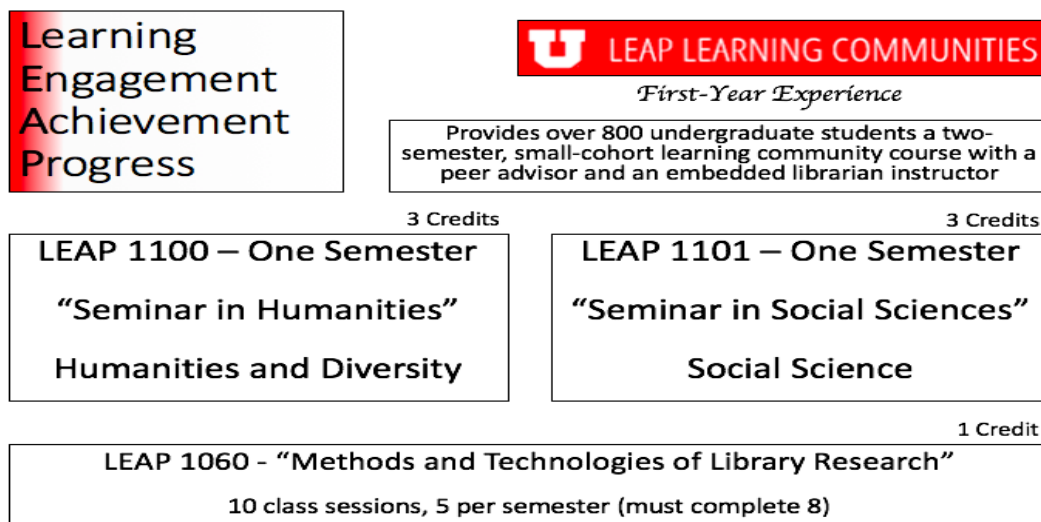 Learning
Engagement
Achievement
Progress
U LEAP LEARNING COMMUNITIES
First-Year Experience
Provides over 800 undergraduate students a two-
semester, small-cohort learning community course with a
peer advisor and an embedded librarian instructor
3 Credits
LEAP 1100 – One Semester
“Seminar in Humanities”
Humanities and Diversity
3 Credits
LEAP 1101 – One Semester
“Seminar in Social Sciences”
Social Science
1 Credit
LEAP 1060 - “Methods and Technologies of Library Research”
10 class sessions, 5 per semester (must complete 8)